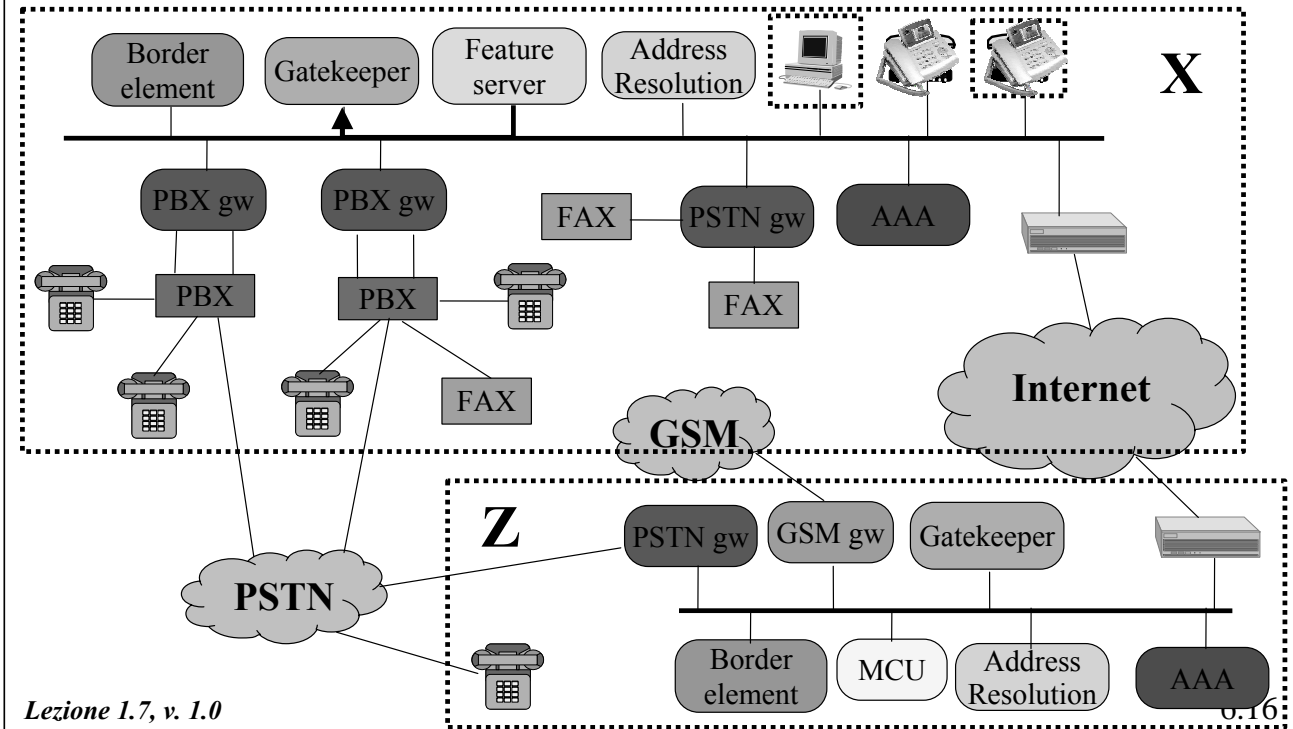 Border
element
Gatekeeper
Feature
server
Address
Resolution
X
PBX gw
PBX gw
FAX
PSTN gw
AAA
PBX
PBX
FAX
FAX
Internet
GSM
Z
PSTN gw
GSM gw
Gatekeeper
PSTN
Border
element
MCU
Address
Resolution
AAA
Lezione 1.7, v. 1.0
6.16